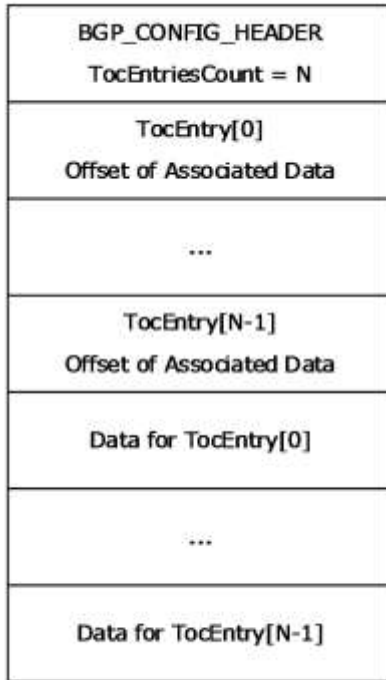 BGP_CONFIG_HEADER
TocEntriesCount = N
TocEntry[0]
Offset of Associated Data
...
TocEntry[N-1]
Offset of Associated Data
Data for TocEntry[0]
...
Data for TocEntry[N-1]